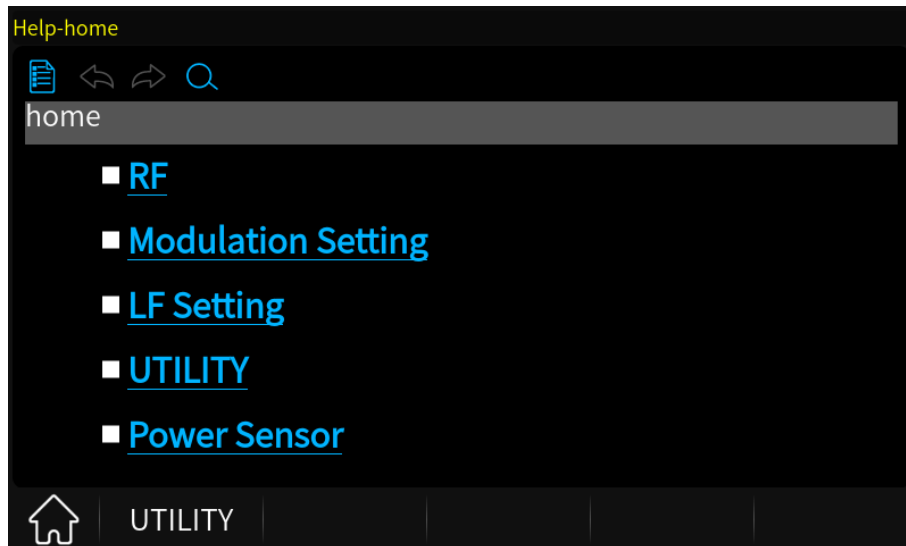 Help-home
home
RF
Modulation Setting
LF Setting
UTILITY
Power Sensor
UTILITY